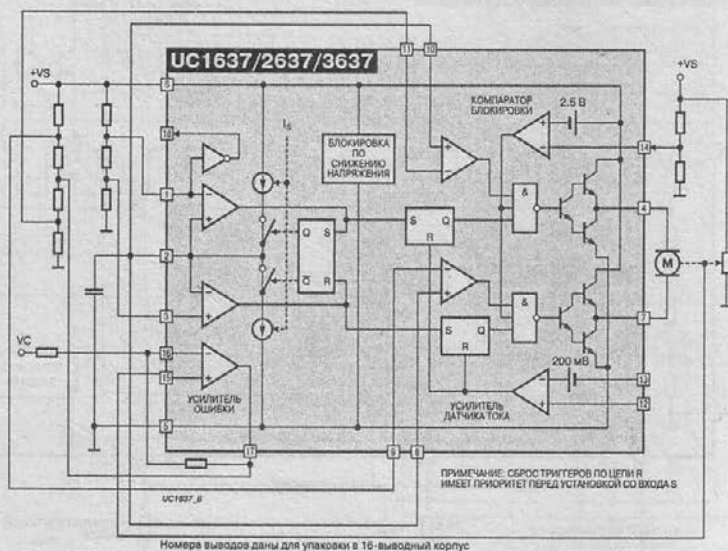 UC1637/2637/3637
+VS
+VS
11
10
6
18
1
2
3
16
15
5
17
9
8
14
4
7
13
12
I_S
БЛОКИРОВКА
ПО
СНИЖЕНИЮ
НАПРЯЖЕНИЯ
КОМПАРАТОР
БЛОКИРОВКИ
2.5 В
&
&
Q S
Q̅ R
S
R
S Q
R
M
VC
УСИЛИТЕЛЬ
ОШИБКИ
УСИЛИТЕЛЬ
ДАТЧИКА ТОКА
200 мВ
ПРИМЕЧАНИЕ: СБРОС ТРИГГЕРОВ ПО ЦЕПИ R
ИМЕЕТ ПРИОРИТЕТ ПЕРЕД УСТАНОВКОЙ СО ВХОДА S
UC1637_B
Номера выводов даны для упаковки в 16-выводный корпус